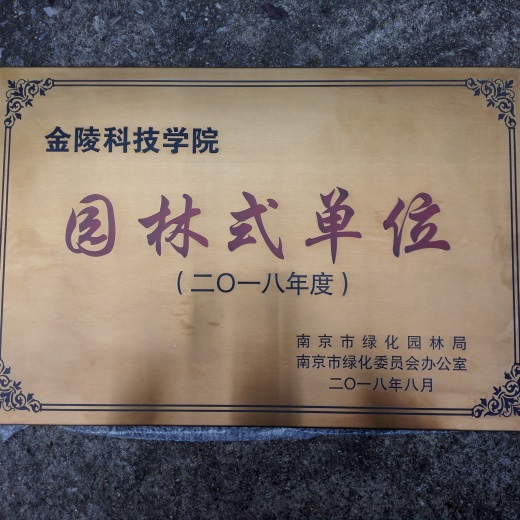 金陵科技学院
园林式单位
(二〇一八年度)
南京市绿化园林局
南京市绿化委员会办公室
二〇一八年八月